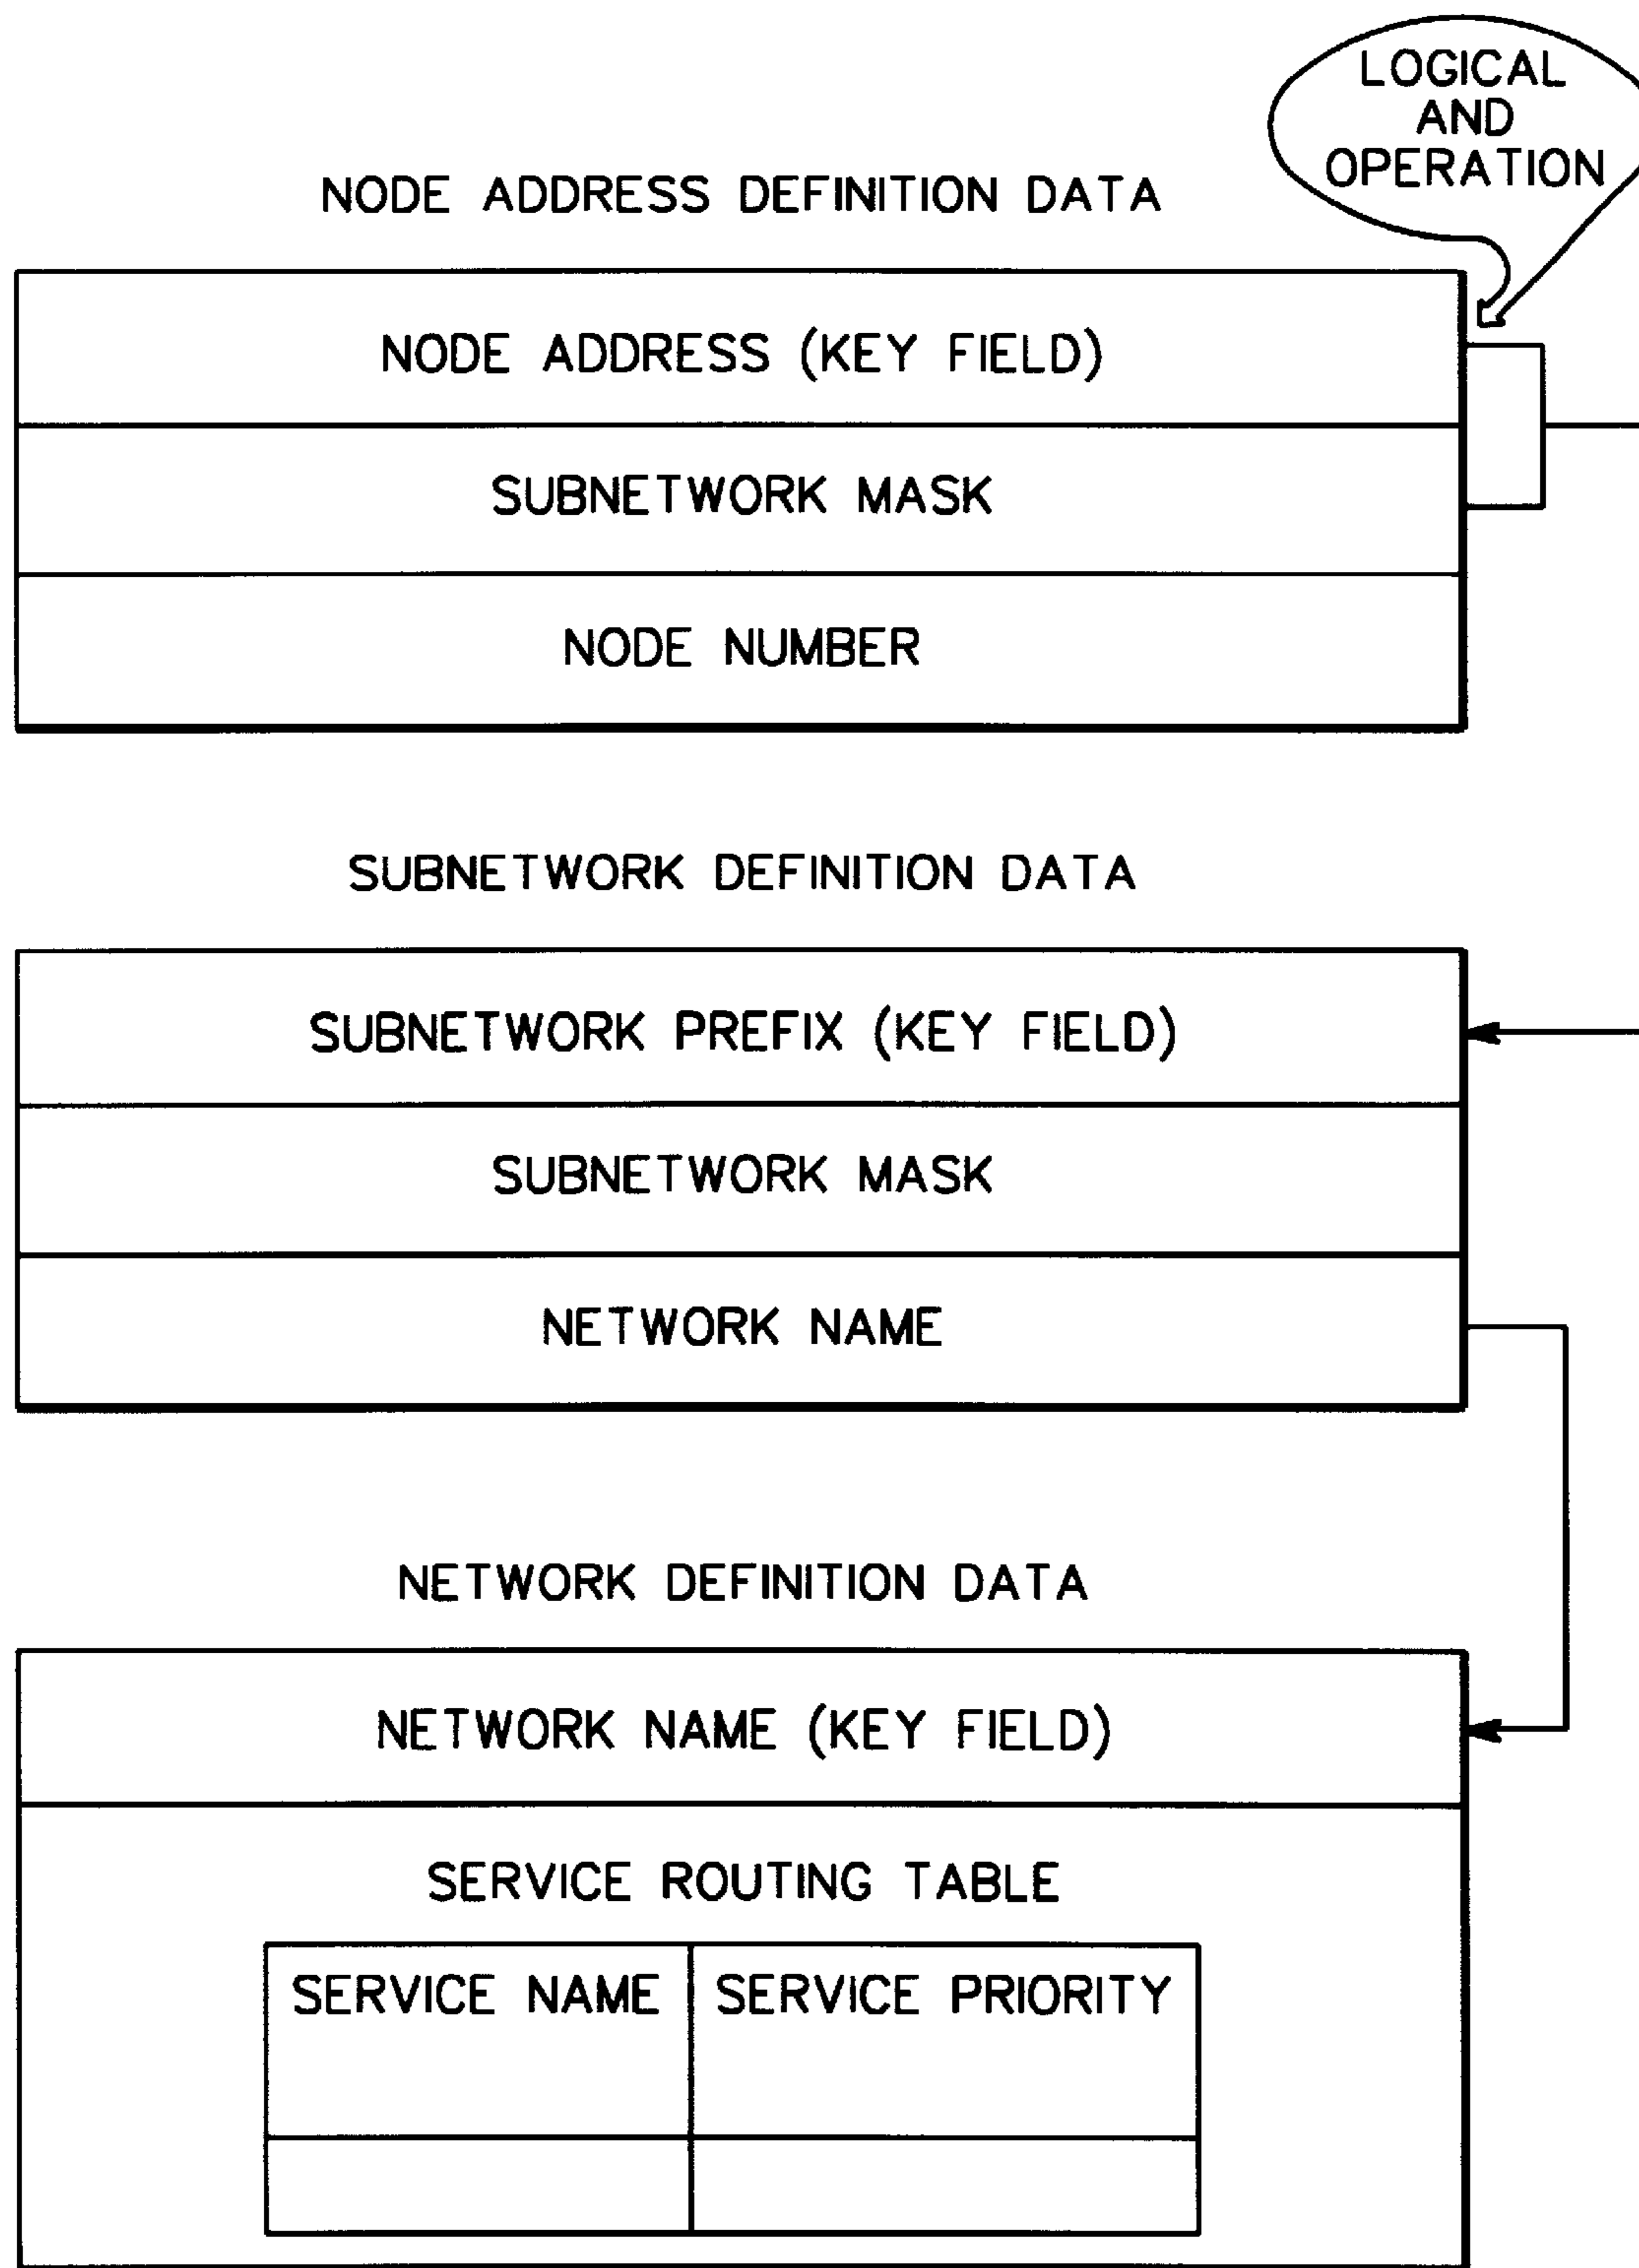 LOGICAL
AND
OPERATION
NODE ADDRESS DEFINITION DATA
NODE ADDRESS (KEY FIELD)
SUBNETWORK MASK
NODE NUMBER
SUBNETWORK DEFINITION DATA
SUBNETWORK PREFIX (KEY FIELD)
SUBNETWORK MASK
NETWORK NAME
NETWORK DEFINITION DATA
NETWORK NAME (KEY FIELD)
SERVICE ROUTING TABLE
SERVICE NAME SERVICE PRIORITY